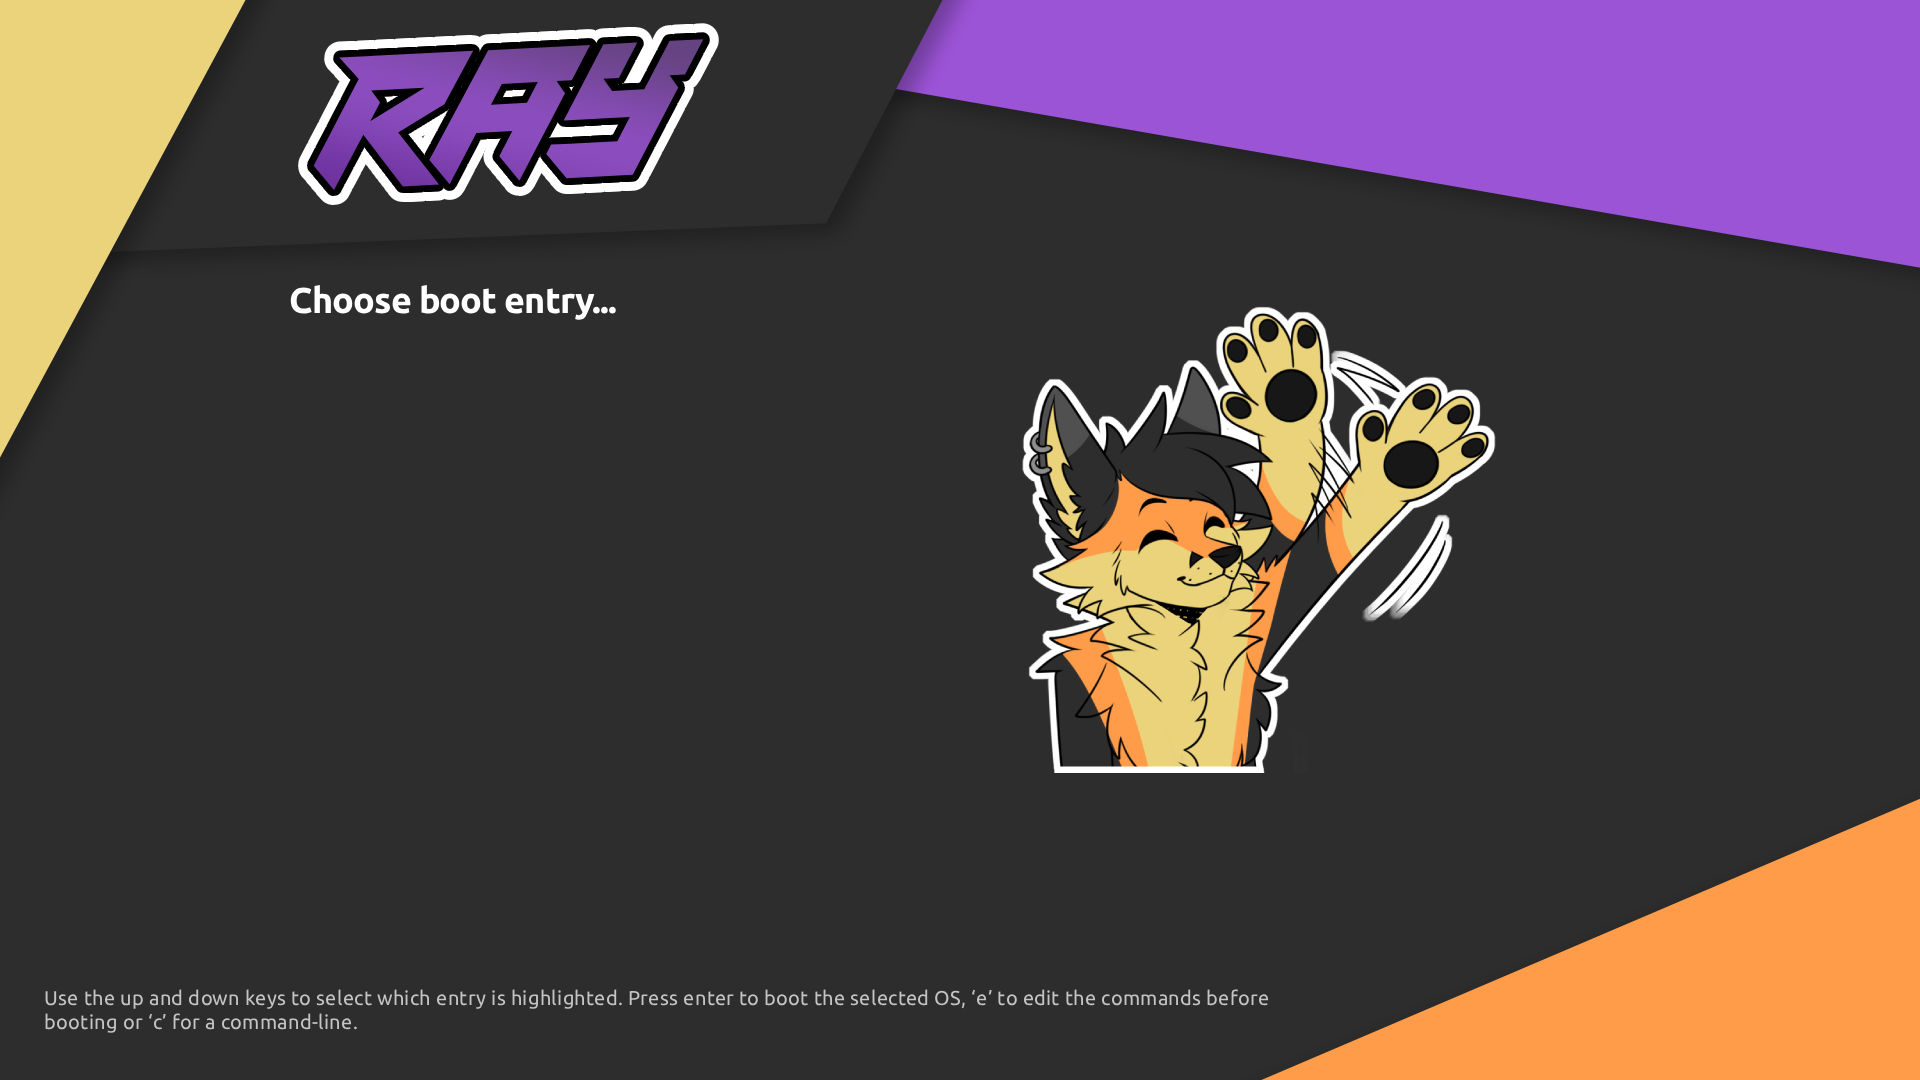 RAY
Choose boot entry...
Use the up and down keys to select which entry is highlighted. Press enter to boot the selected OS, ‘e’ to edit the commands before
booting or ‘c’ for a command-line.